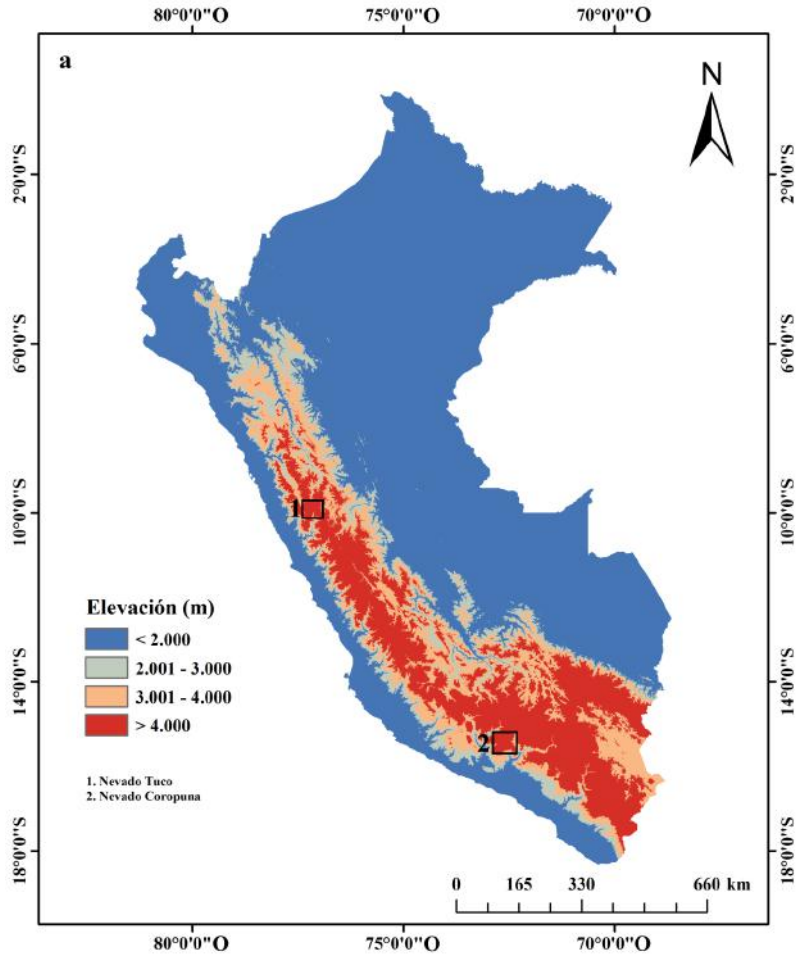 80°0'0"O 75°0'0"O 70°0'0"O
a
N
2°0'0"S 2°0'0"S
6°0'0"S 6°0'0"S
10°0'0"S 10°0'0"S
1
Elevación (m)
< 2.000
2.001 - 3.000
3.001 - 4.000
> 4.000
14°0'0"S 14°0'0"S
2
1. Nevado Tuco
2. Nevado Coropuna
18°0'0"S 18°0'0"S
0 165 330 660 km
80°0'0"O 75°0'0"O 70°0'0"O